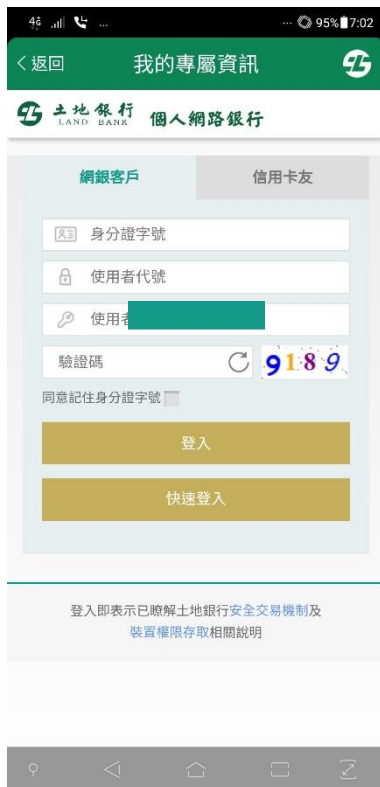 4G ... ... 95% 7:02
< 返回 我的專屬資訊
土地銀行 個人網路銀行
LAND BANK
網銀客戶 信用卡友
身分證字號
使用者代號
使用
驗證碼 9189
同意記住身分證字號
登入
快速登入
登入即表示已瞭解土地銀行安全交易機制及
裝置權限存取相關說明